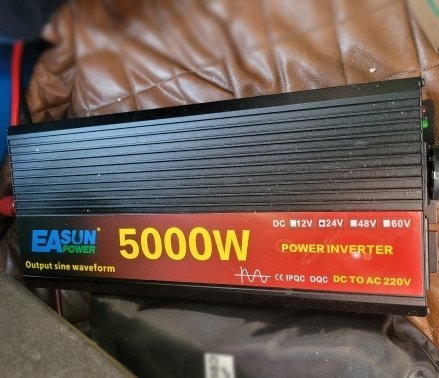 DC ■12V ■24V ■48V ■60V
EASUN®
POWER
5000W
POWER INVERTER
Output sine waveform
CE IPQC OQC DC TO AC 220V